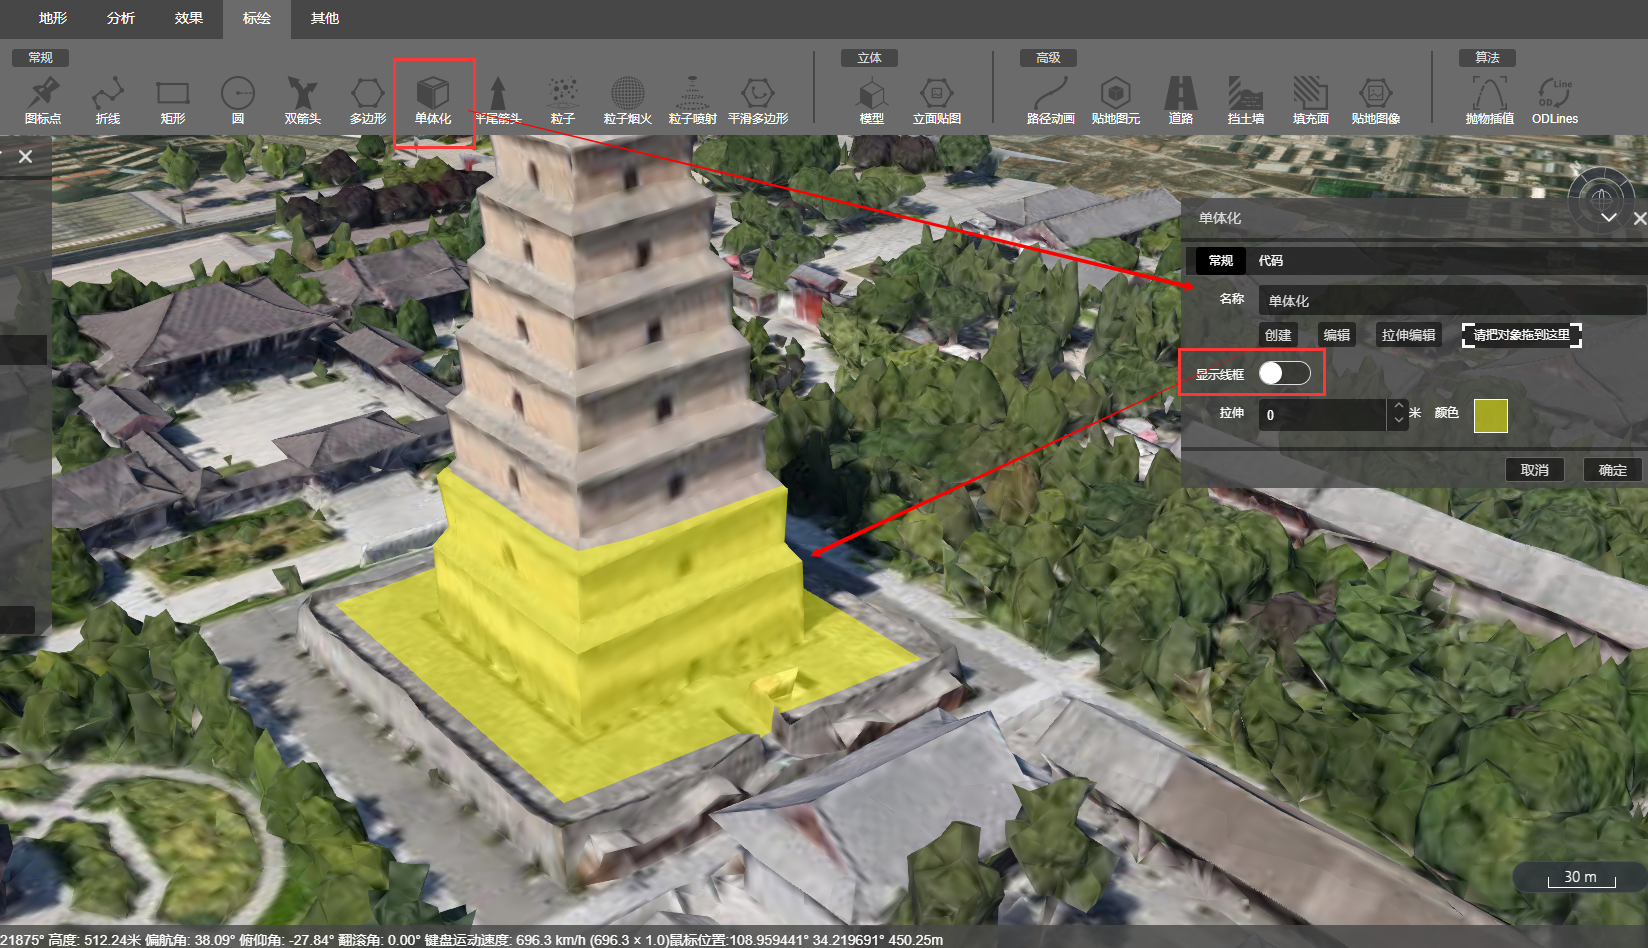 地形 分析 效果 标绘 其他
常规 立体 高级 算法
图标点 折线 矩形 圆 双箭头 多边形 单体化 平尾箭头 粒子 粒子烟火 粒子喷射 平滑多边形 模型 立面贴图 路径动画 贴地图元 道路 挡土墙 填充面 贴地图像 抛物插值 ODLines
Line
OD
单体化
常规 代码
名称 单体化
创建 编辑 拉伸编辑 请把对象拖到这里
显示线框
拉伸 0 米 颜色
取消 确定
30 m
21875° 高度: 512.24米 偏航角: 38.09° 俯仰角: -27.84° 翻滚角: 0.00° 键盘运动速度: 696.3 km/h (696.3 × 1.0)鼠标位置:108.959441° 34.219691° 450.25m